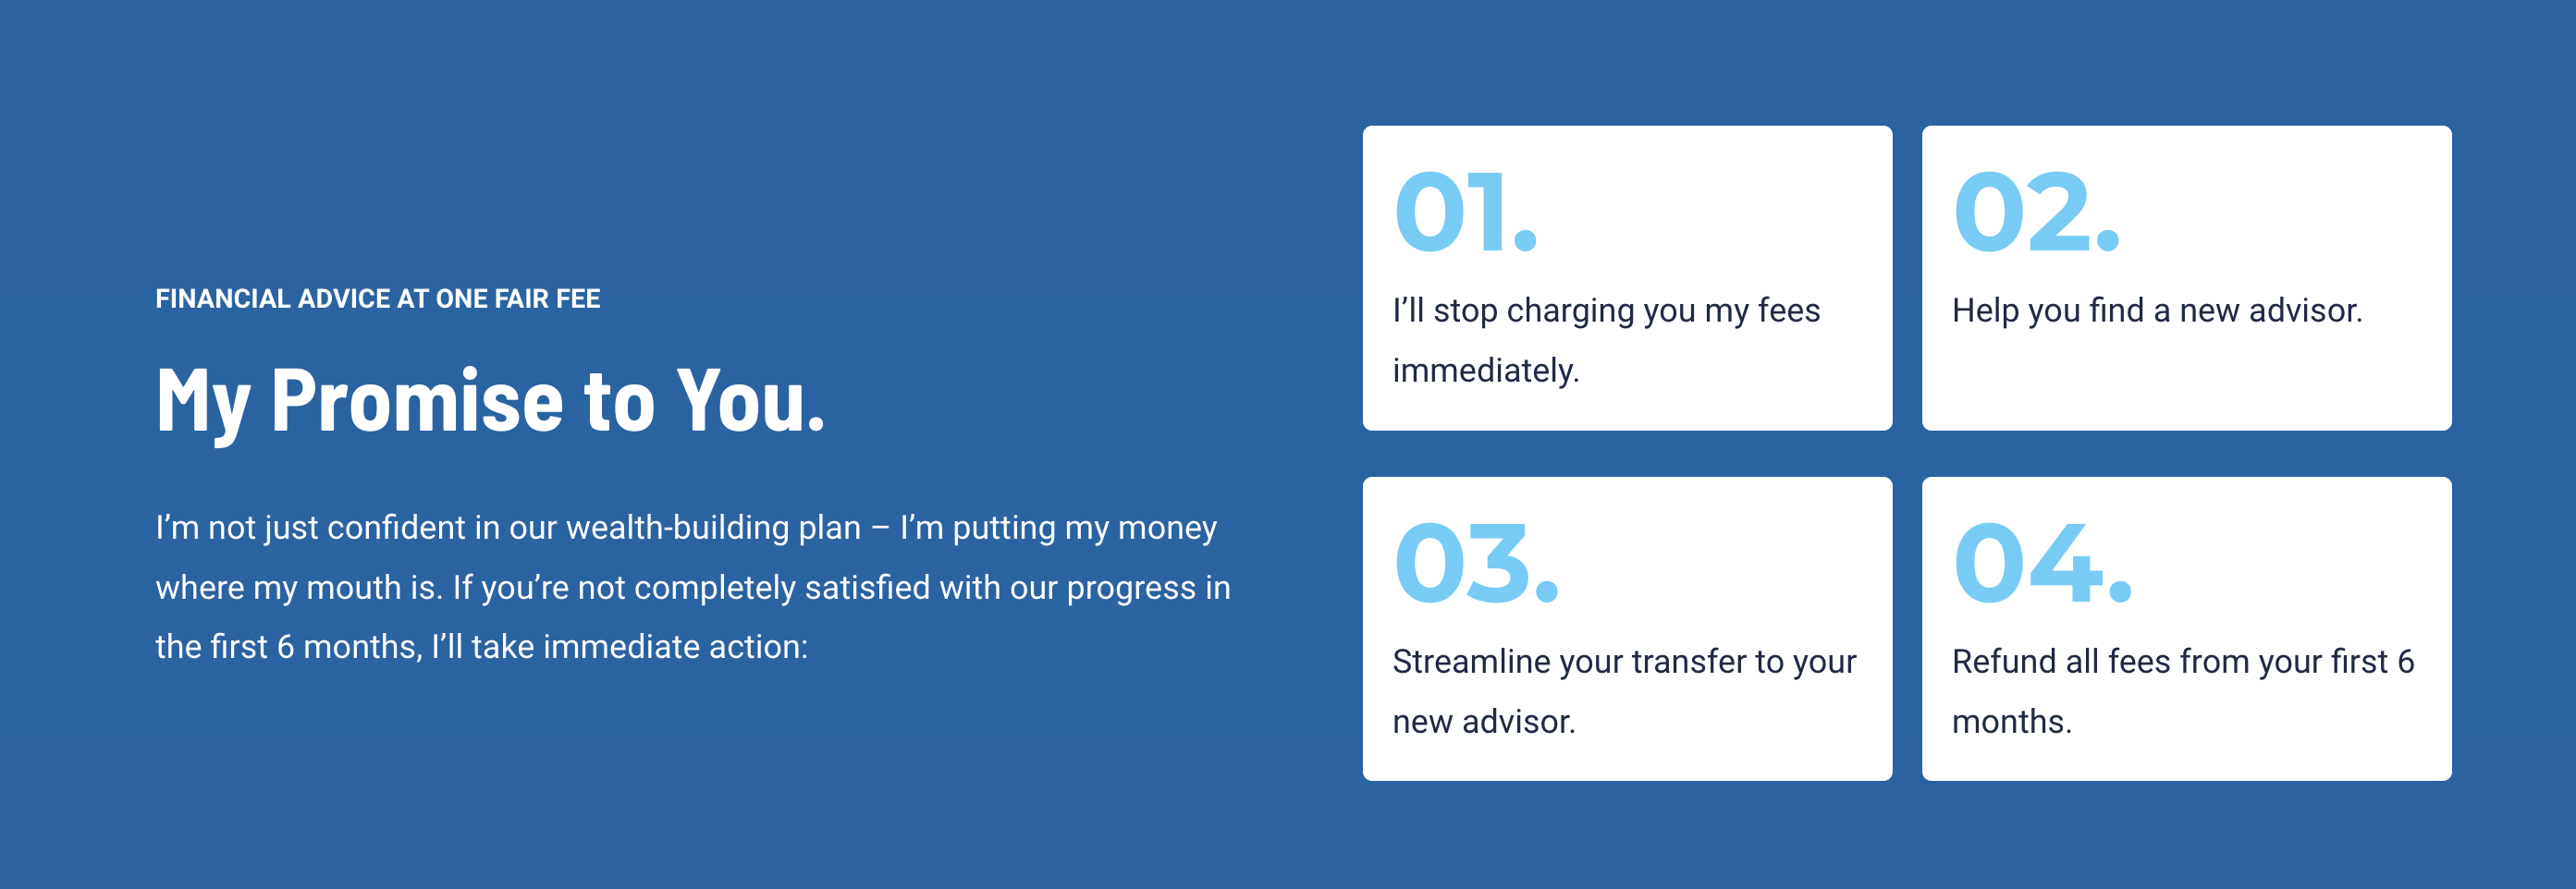 FINANCIAL ADVICE AT ONE FAIR FEE
My Promise to You.
I’m not just confident in our wealth-building plan – I’m putting my money
where my mouth is. If you’re not completely satisfied with our progress in
the first 6 months, I’ll take immediate action:
01.
I’ll stop charging you my fees
immediately.
02.
Help you find a new advisor.
03.
Streamline your transfer to your
new advisor.
04.
Refund all fees from your first 6
months.